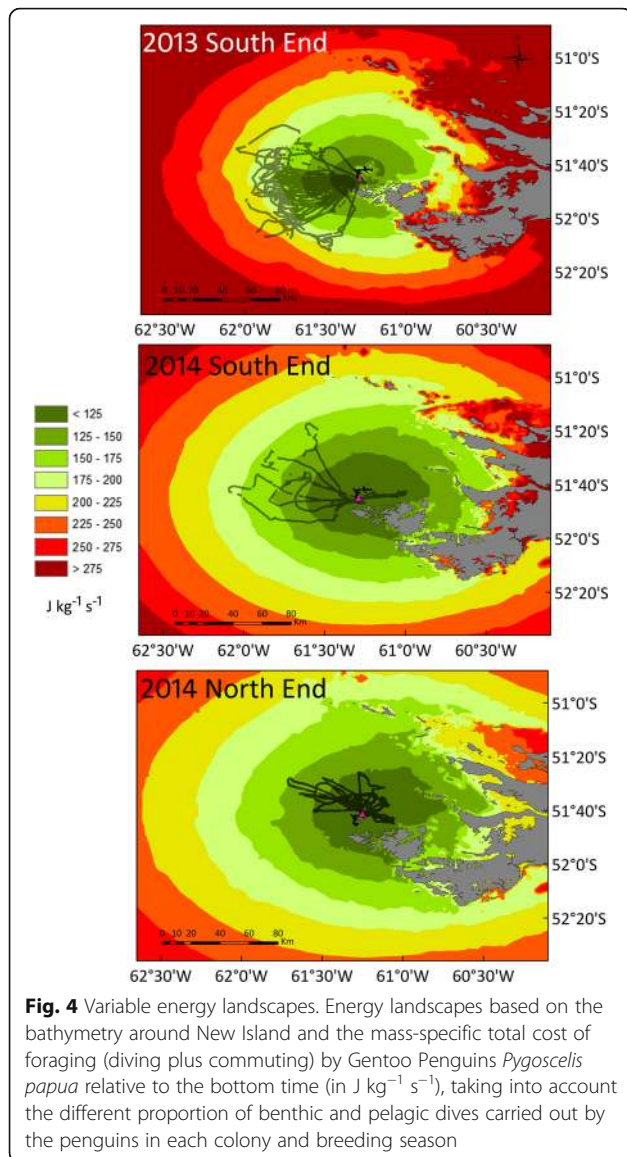 2013 South End
51°0'S
51°20'S
51°40'S
52°0'S
52°20'S
0 10 20 40 60 80
Km
62°30'W 62°0'W 61°30'W 61°0'W 60°30'W
2014 South End
51°0'S
51°20'S
51°40'S
52°0'S
52°20'S
0 10 20 40 60 80
Km
62°30'W 62°0'W 61°30'W 61°0'W 60°30'W
< 125
125 - 150
150 - 175
175 - 200
200 - 225
225 - 250
250 - 275
> 275
J kg⁻¹ s⁻¹
2014 North End
51°0'S
51°20'S
51°40'S
52°0'S
52°20'S
0 10 20 40 60 80
Km
62°30'W 62°0'W 61°30'W 61°0'W 60°30'W
Fig. 4 Variable energy landscapes. Energy landscapes based on the
bathymetry around New Island and the mass-specific total cost of
foraging (diving plus commuting) by Gentoo Penguins Pygoscelis
papua relative to the bottom time (in J kg⁻¹ s⁻¹), taking into account
the different proportion of benthic and pelagic dives carried out by
the penguins in each colony and breeding season